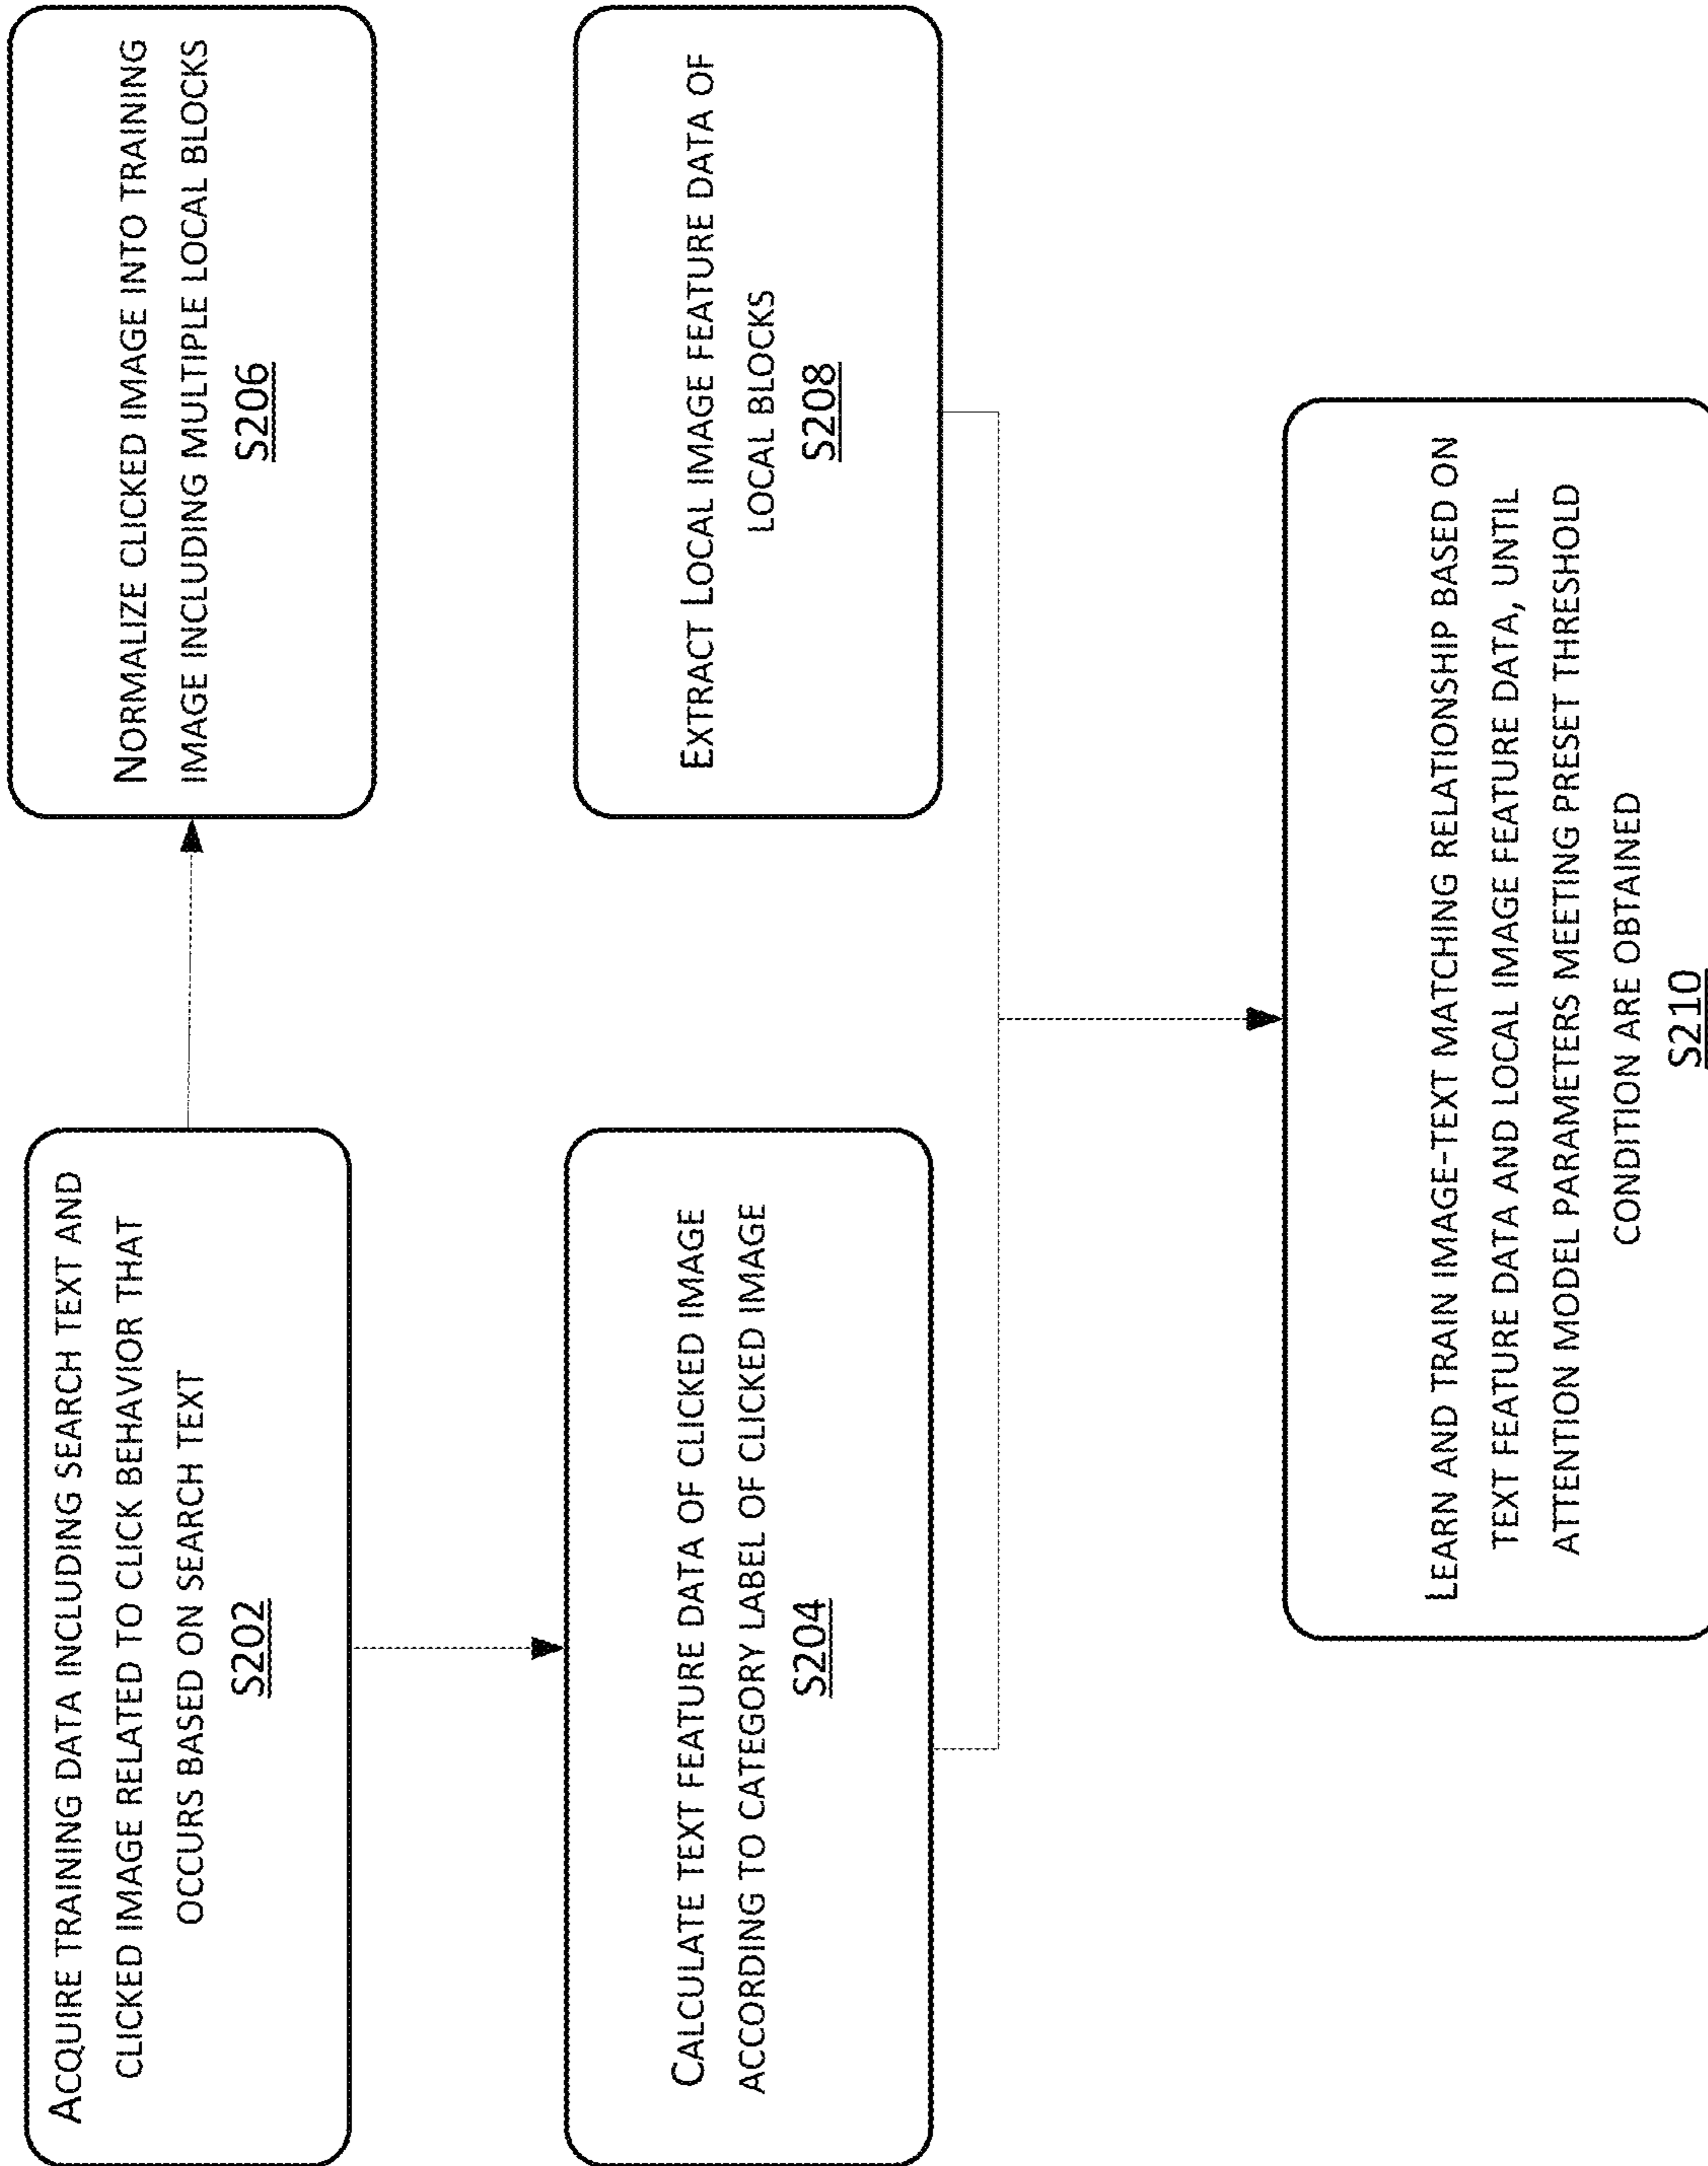 ACQUIRE TRAINING DATA INCLUDING SEARCH TEXT AND
CLICKED IMAGE RELATED TO CLICK BEHAVIOR THAT
OCCURS BASED ON SEARCH TEXT
S202
CALCULATE TEXT FEATURE DATA OF CLICKED IMAGE
ACCORDING TO CATEGORY LABEL OF CLICKED IMAGE
S204
NORMALIZE CLICKED IMAGE INTO TRAINING
IMAGE INCLUDING MULTIPLE LOCAL BLOCKS
S206
EXTRACT LOCAL IMAGE FEATURE DATA OF
LOCAL BLOCKS
S208
LEARN AND TRAIN IMAGE-TEXT MATCHING RELATIONSHIP BASED ON
TEXT FEATURE DATA AND LOCAL IMAGE FEATURE DATA, UNTIL
ATTENTION MODEL PARAMETERS MEETING PRESET THRESHOLD
CONDITION ARE OBTAINED
S210